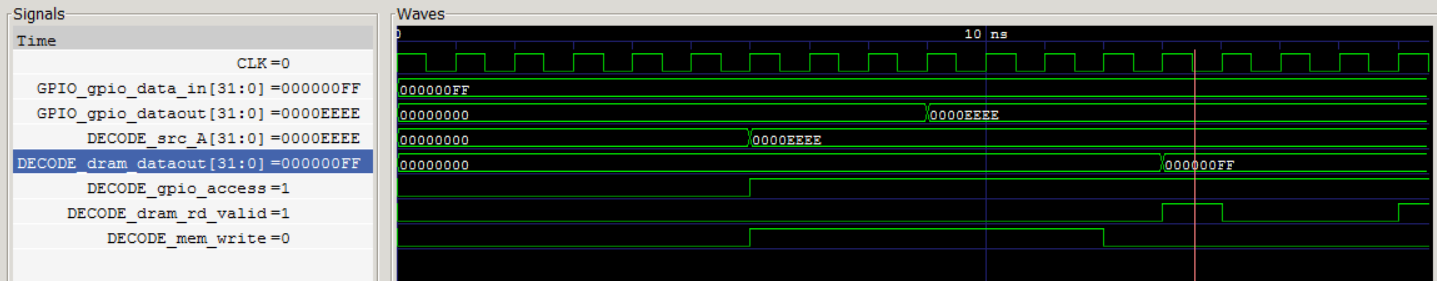 Signals
Waves
Time
0
10 ns
CLK=0
GPIO_gpio_data_in[31:0]=000000FF
000000FF
GPIO_gpio_dataout[31:0]=0000EEEE
00000000
0000EEEE
DECODE_src_A[31:0]=0000EEEE
00000000
0000EEEE
DECODE_dram_dataout[31:0]=000000FF
00000000
000000FF
DECODE_gpio_access=1
DECODE_dram_rd_valid=1
DECODE_mem_write=0